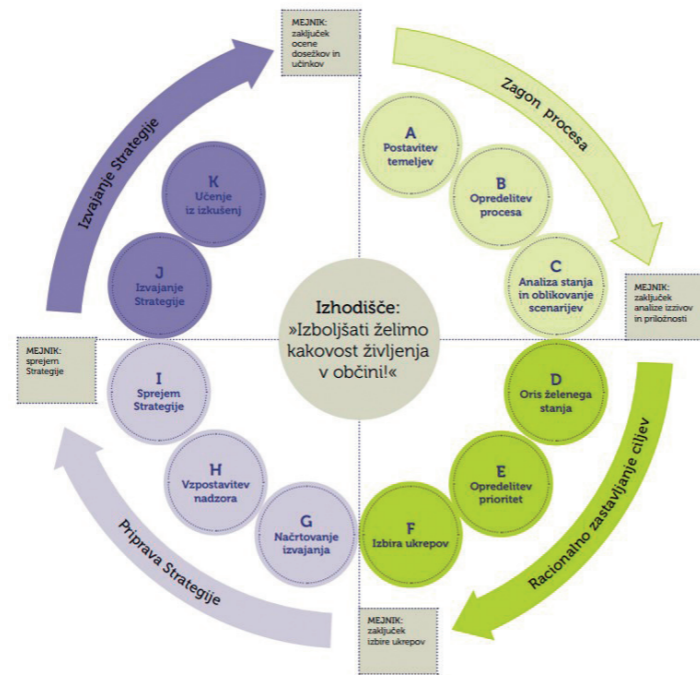 MEJNIK:
zaključek
ocene
dosežkov in
učinkov
Zagon procesa
A
Postavitev
temeljev
B
Opredelitev
procesa
C
Analiza stanja
in oblikovanje
scenarijev
MEJNIK:
zaključek
analize izzivov
in priložnosti
Izhodišče:
»Izboljšati želimo
kakovost življenja
v občini!«
D
Oris želenega
stanja
E
Opredelitev
prioritet
F
Izbira ukrepov
Racionalno zastavljanje ciljev
MEJNIK:
zaključek
izbire ukrepov
G
Načrtovanje
izvajanja
H
Vzpostavitev
nadzora
I
Sprejem
Strategije
Priprava Strategije
MEJNIK:
sprejem
Strategije
J
Izvajanje
Strategije
K
Učenje
iz izkušenj
Izvajanje Strategije